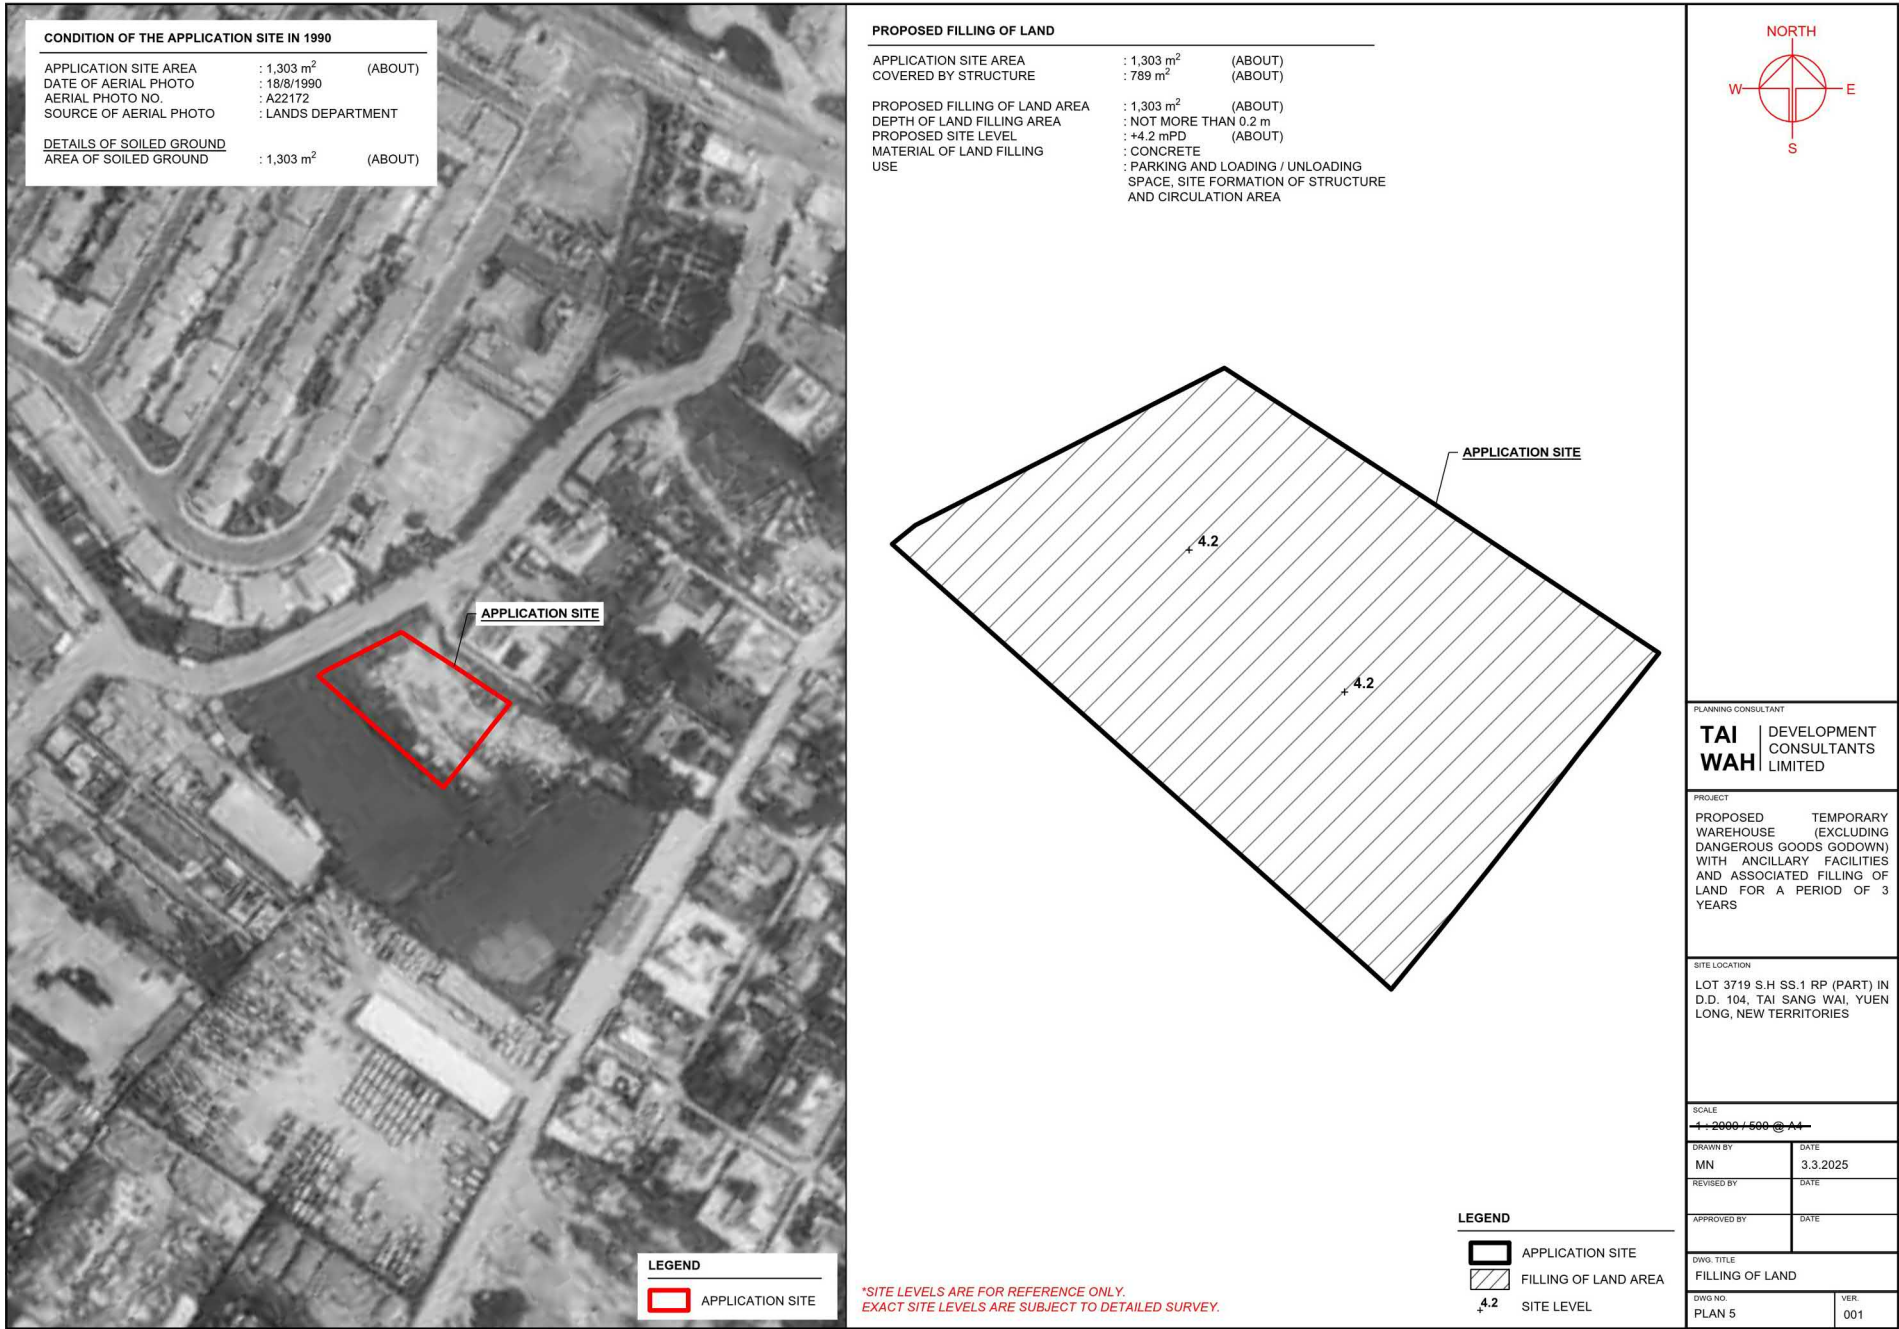 CONDITION OF THE APPLICATION SITE IN 1990
APPLICATION SITE AREA : 1,303 m² (ABOUT)
DATE OF AERIAL PHOTO : 18/8/1990
AERIAL PHOTO NO. : A22172
SOURCE OF AERIAL PHOTO : LANDS DEPARTMENT
DETAILS OF SOILED GROUND
AREA OF SOILED GROUND : 1,303 m² (ABOUT)
APPLICATION SITE
LEGEND
APPLICATION SITE
PROPOSED FILLING OF LAND
APPLICATION SITE AREA : 1,303 m² (ABOUT)
COVERED BY STRUCTURE : 789 m² (ABOUT)
PROPOSED FILLING OF LAND AREA : 1,303 m² (ABOUT)
DEPTH OF LAND FILLING AREA : NOT MORE THAN 0.2 m
PROPOSED SITE LEVEL : +4.2 mPD (ABOUT)
MATERIAL OF LAND FILLING : CONCRETE
USE : PARKING AND LOADING / UNLOADING
SPACE, SITE FORMATION OF STRUCTURE
AND CIRCULATION AREA
APPLICATION SITE
4.2
4.2
*SITE LEVELS ARE FOR REFERENCE ONLY.
EXACT SITE LEVELS ARE SUBJECT TO DETAILED SURVEY.
LEGEND
APPLICATION SITE
FILLING OF LAND AREA
4.2 SITE LEVEL
NORTH
W E
S
PLANNING CONSULTANT
TAI WAH
DEVELOPMENT
CONSULTANTS
LIMITED
PROJECT
PROPOSED TEMPORARY
WAREHOUSE (EXCLUDING
DANGEROUS GOODS GODOWN)
WITH ANCILLARY FACILITIES
AND ASSOCIATED FILLING OF
LAND FOR A PERIOD OF 3
YEARS
SITE LOCATION
LOT 3719 S.H SS.1 RP (PART) IN
D.D. 104, TAI SANG WAI, YUEN
LONG, NEW TERRITORIES
SCALE
1 : 2000 / 500 @ A4
DRAWN BY DATE
MN 3.3.2025
REVISED BY DATE
APPROVED BY DATE
DWG. TITLE
FILLING OF LAND
DWG NO. VER.
PLAN 5 001